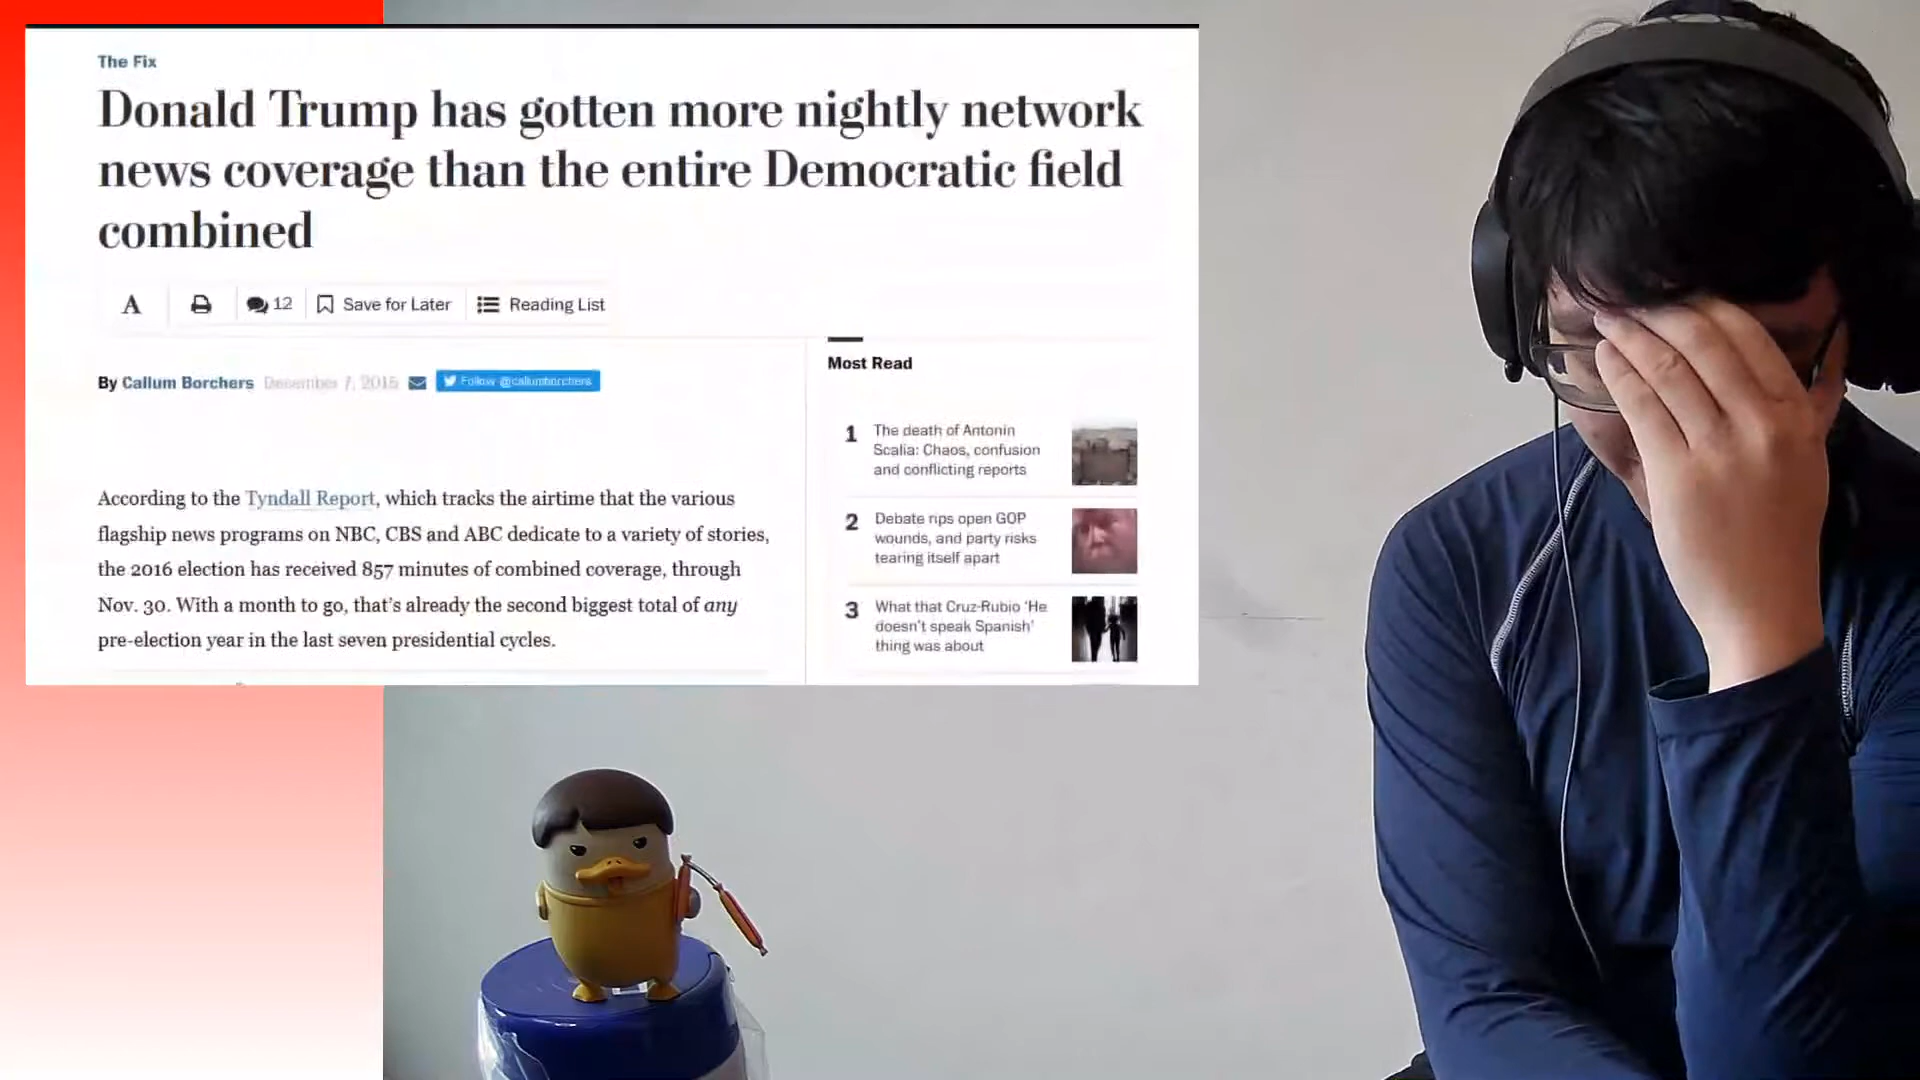 The Fix
Donald Trump has gotten more nightly network
news coverage than the entire Democratic field
combined
A
12
Save for Later
Reading List
By Callum Borchers December 7, 2015
Follow @callumborchers
According to the Tyndall Report, which tracks the airtime that the various
flagship news programs on NBC, CBS and ABC dedicate to a variety of stories,
the 2016 election has received 857 minutes of combined coverage, through
Nov. 30. With a month to go, that's already the second biggest total of any
pre-election year in the last seven presidential cycles.
Most Read
1
The death of Antonin
Scalia: Chaos, confusion
and conflicting reports
2
Debate rips open GOP
wounds, and party risks
tearing itself apart
3
What that Cruz-Rubio 'He
doesn't speak Spanish'
thing was about